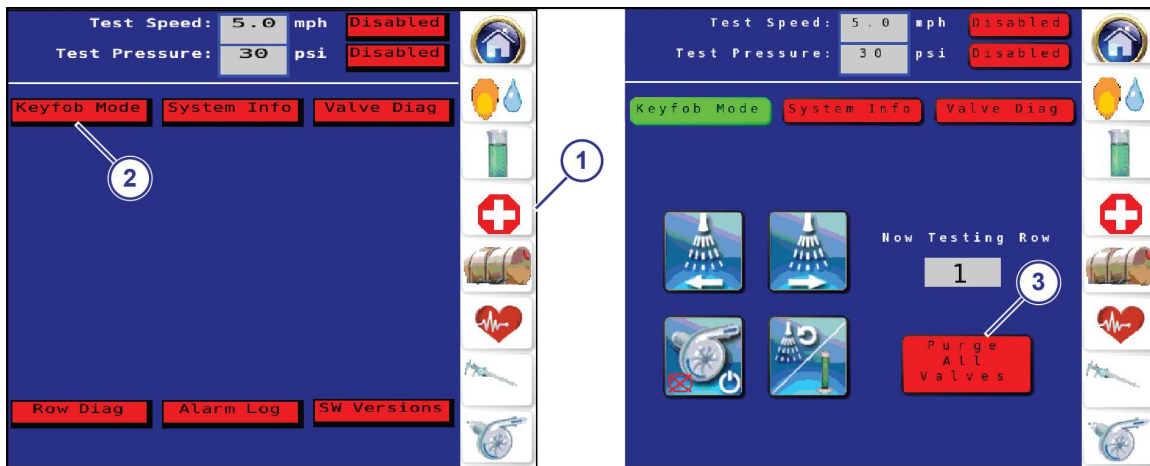 Test Speed: 5.0 mph Disabled
Test Pressure: 30 psi Disabled
Keyfob Mode System Info Valve Diag
2
Row Diag Alarm Log SW Versions
1
Test Speed: 5.0 mph Disabled
Test Pressure: 30 psi Disabled
Keyfob Mode System Info Valve Diag
Now Testing Row
1
3
Purge
All
Valves